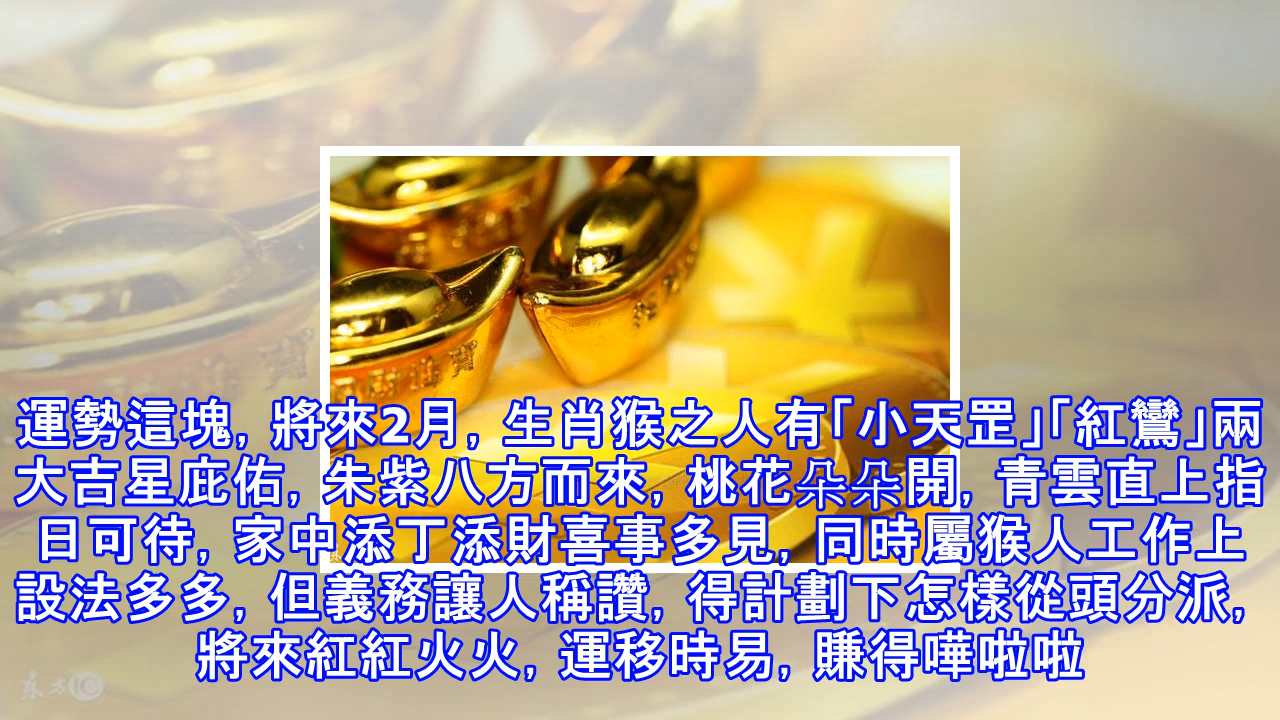 運勢這塊, 將來2月, 生肖猴之人有「小天罡」「紅鸞」兩
大吉星庇佑, 朱紫八方而來, 桃花朵朵開, 青雲直上指
日可待, 家中添丁添財喜事多見, 同時屬猴人工作上
設法多多, 但義務讓人稱讚, 得計劃下怎樣從頭分派,
將來紅紅火火, 運移時易, 賺得嘩啦啦
东方IC